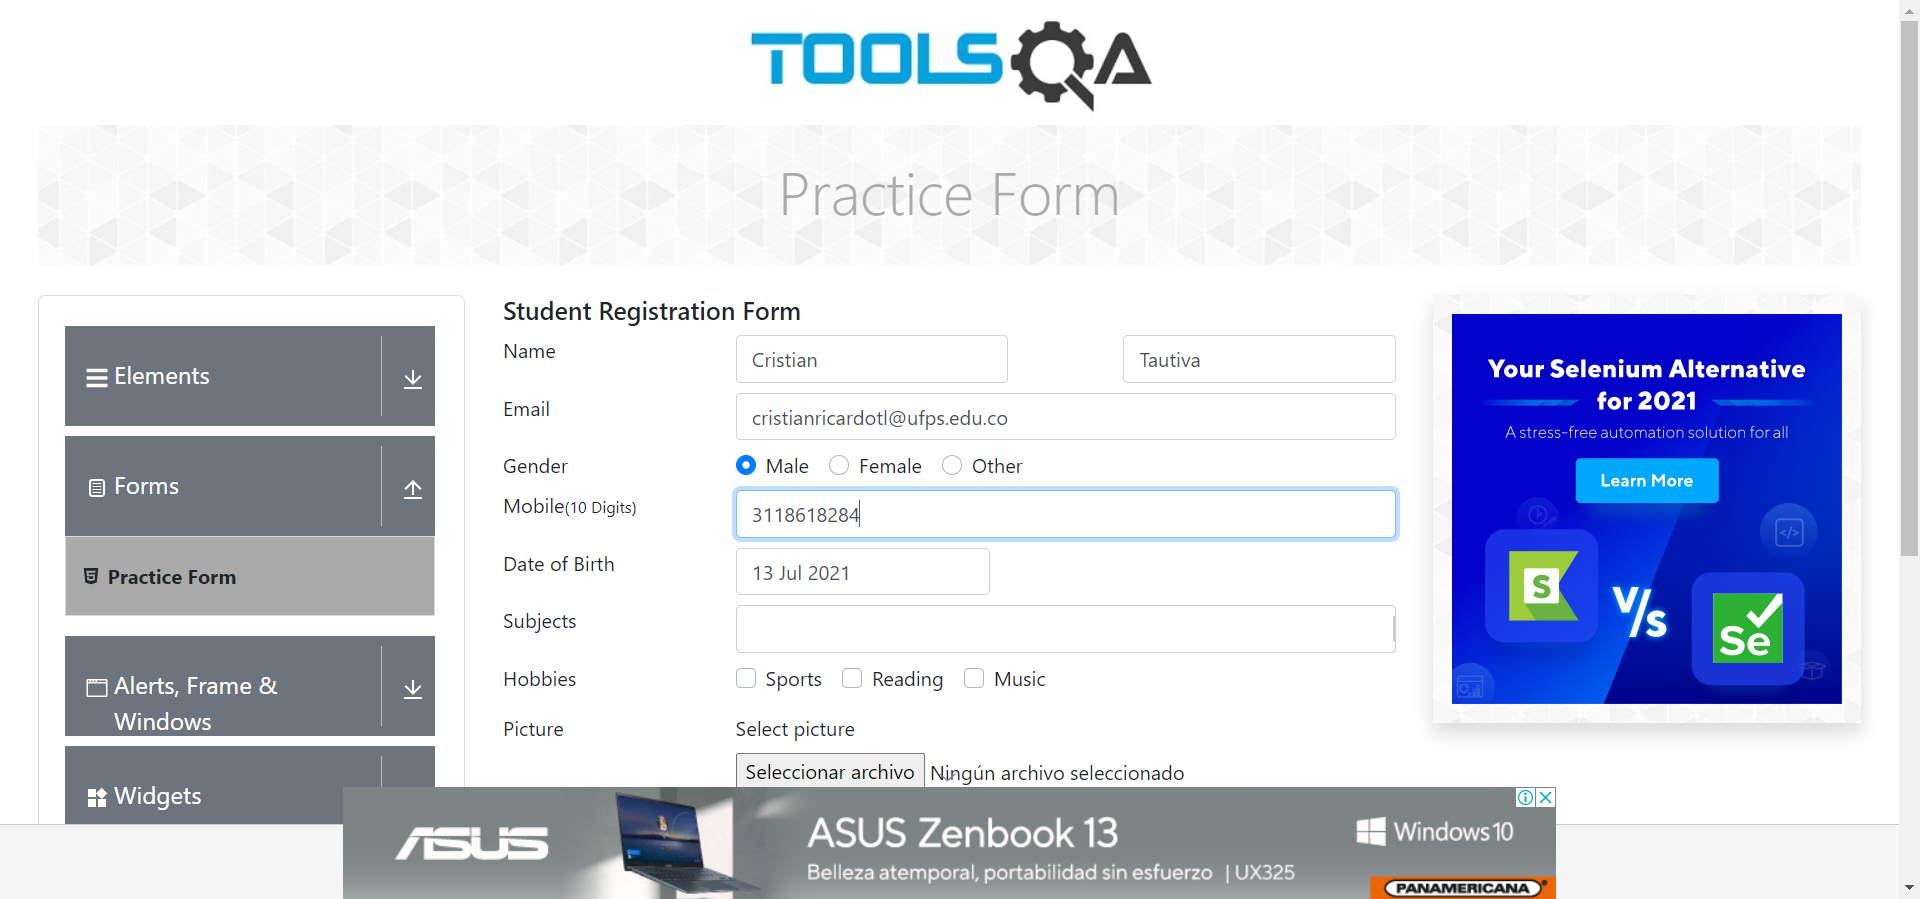 TOOLSQA
Practice Form
Elements
Forms
Practice Form
Alerts, Frame &
Windows
Widgets
Student Registration Form
Name
Cristian
Tautiva
Email
cristianricardotl@ufps.edu.co
Gender
Male
Female
Other
Mobile(10 Digits)
3118618284
Date of Birth
13 Jul 2021
Subjects
Hobbies
Sports
Reading
Music
Picture
Select picture
Seleccionar archivo
Ningún archivo seleccionado
Your Selenium Alternative
for 2021
A stress-free automation solution for all
Learn More
S
V/s
Se
ASUS
ASUS Zenbook 13
Belleza atemporal, portabilidad sin esfuerzo | UX325
Windows10
PANAMERICANA